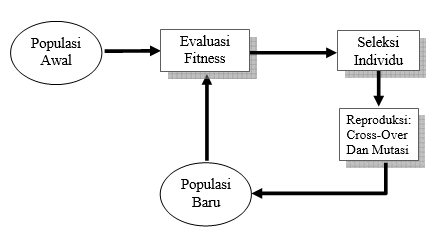 Populasi
Awal
Evaluasi
Fitness
Seleksi
Individu
Reproduksi:
Cross-Over
Dan Mutasi
Populasi
Baru